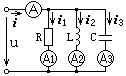 i A i₁ i₂ i₃
u R L C
A1 A2 A3